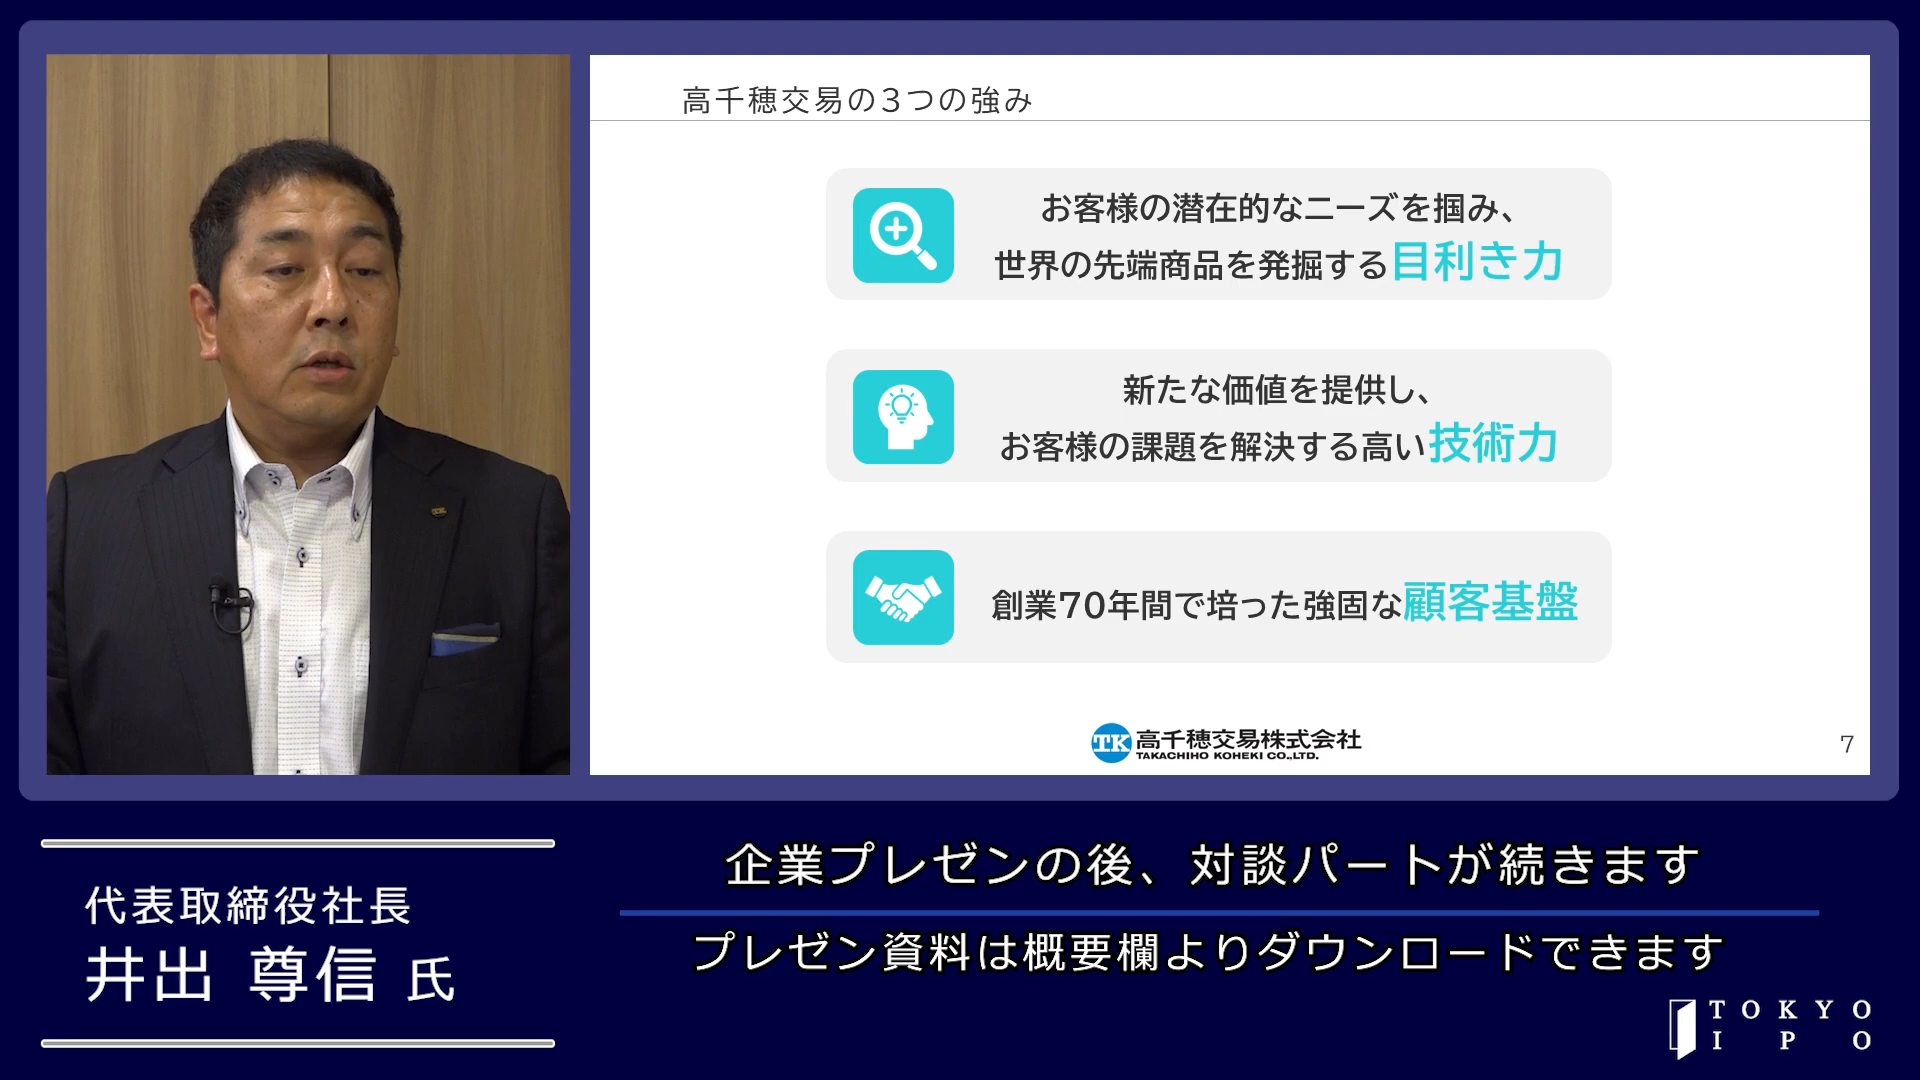 高千穂交易の3つの強み
お客様の潜在的なニーズを掴み、
世界の先端商品を発掘する目利き力
新たな価値を提供し、
お客様の課題を解決する高い技術力
創業70年間で培った強固な顧客基盤
TK 高千穂交易株式会社
TAKACHIHO KOHEKI CO.,LTD.
7
代表取締役社長
井出 尊信 氏
企業プレゼンの後、対談パートが続きます
プレゼン資料は概要欄よりダウンロードできます
TOKYO
IPO